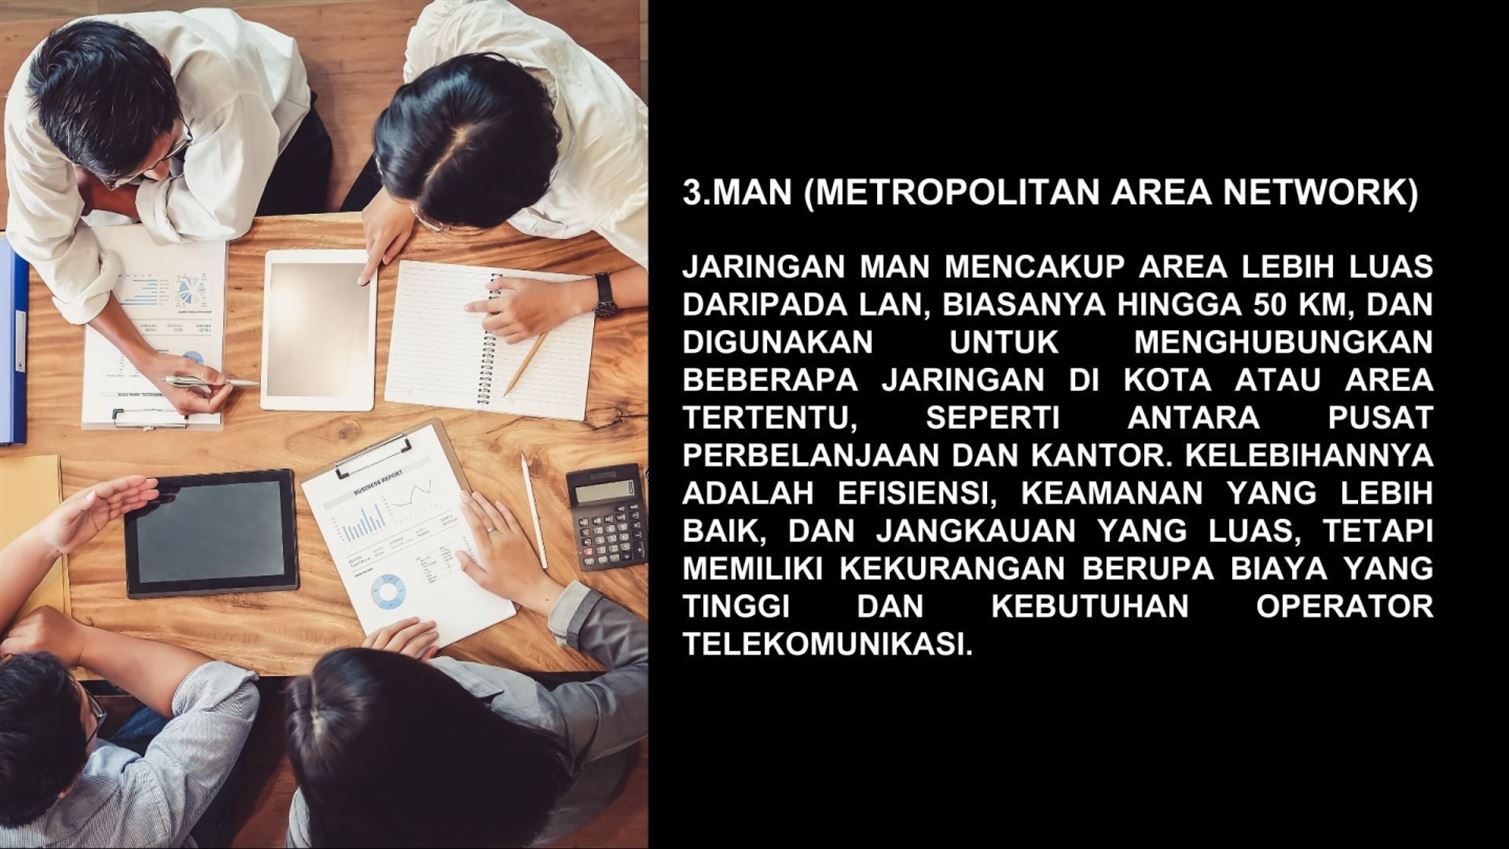 3.MAN (METROPOLITAN AREA NETWORK)
JARINGAN MAN MENCAKUP AREA LEBIH LUAS
DARIPADA LAN, BIASANYA HINGGA 50 KM, DAN
DIGUNAKAN UNTUK MENGHUBUNGKAN
BEBERAPA JARINGAN DI KOTA ATAU AREA
TERTENTU, SEPERTI ANTARA PUSAT
PERBELANJAAN DAN KANTOR. KELEBIHANNYA
ADALAH EFISIENSI, KEAMANAN YANG LEBIH
BAIK, DAN JANGKAUAN YANG LUAS, TETAPI
MEMILIKI KEKURANGAN BERUPA BIAYA YANG
TINGGI DAN KEBUTUHAN OPERATOR
TELEKOMUNIKASI.
BUSINESS REPORT